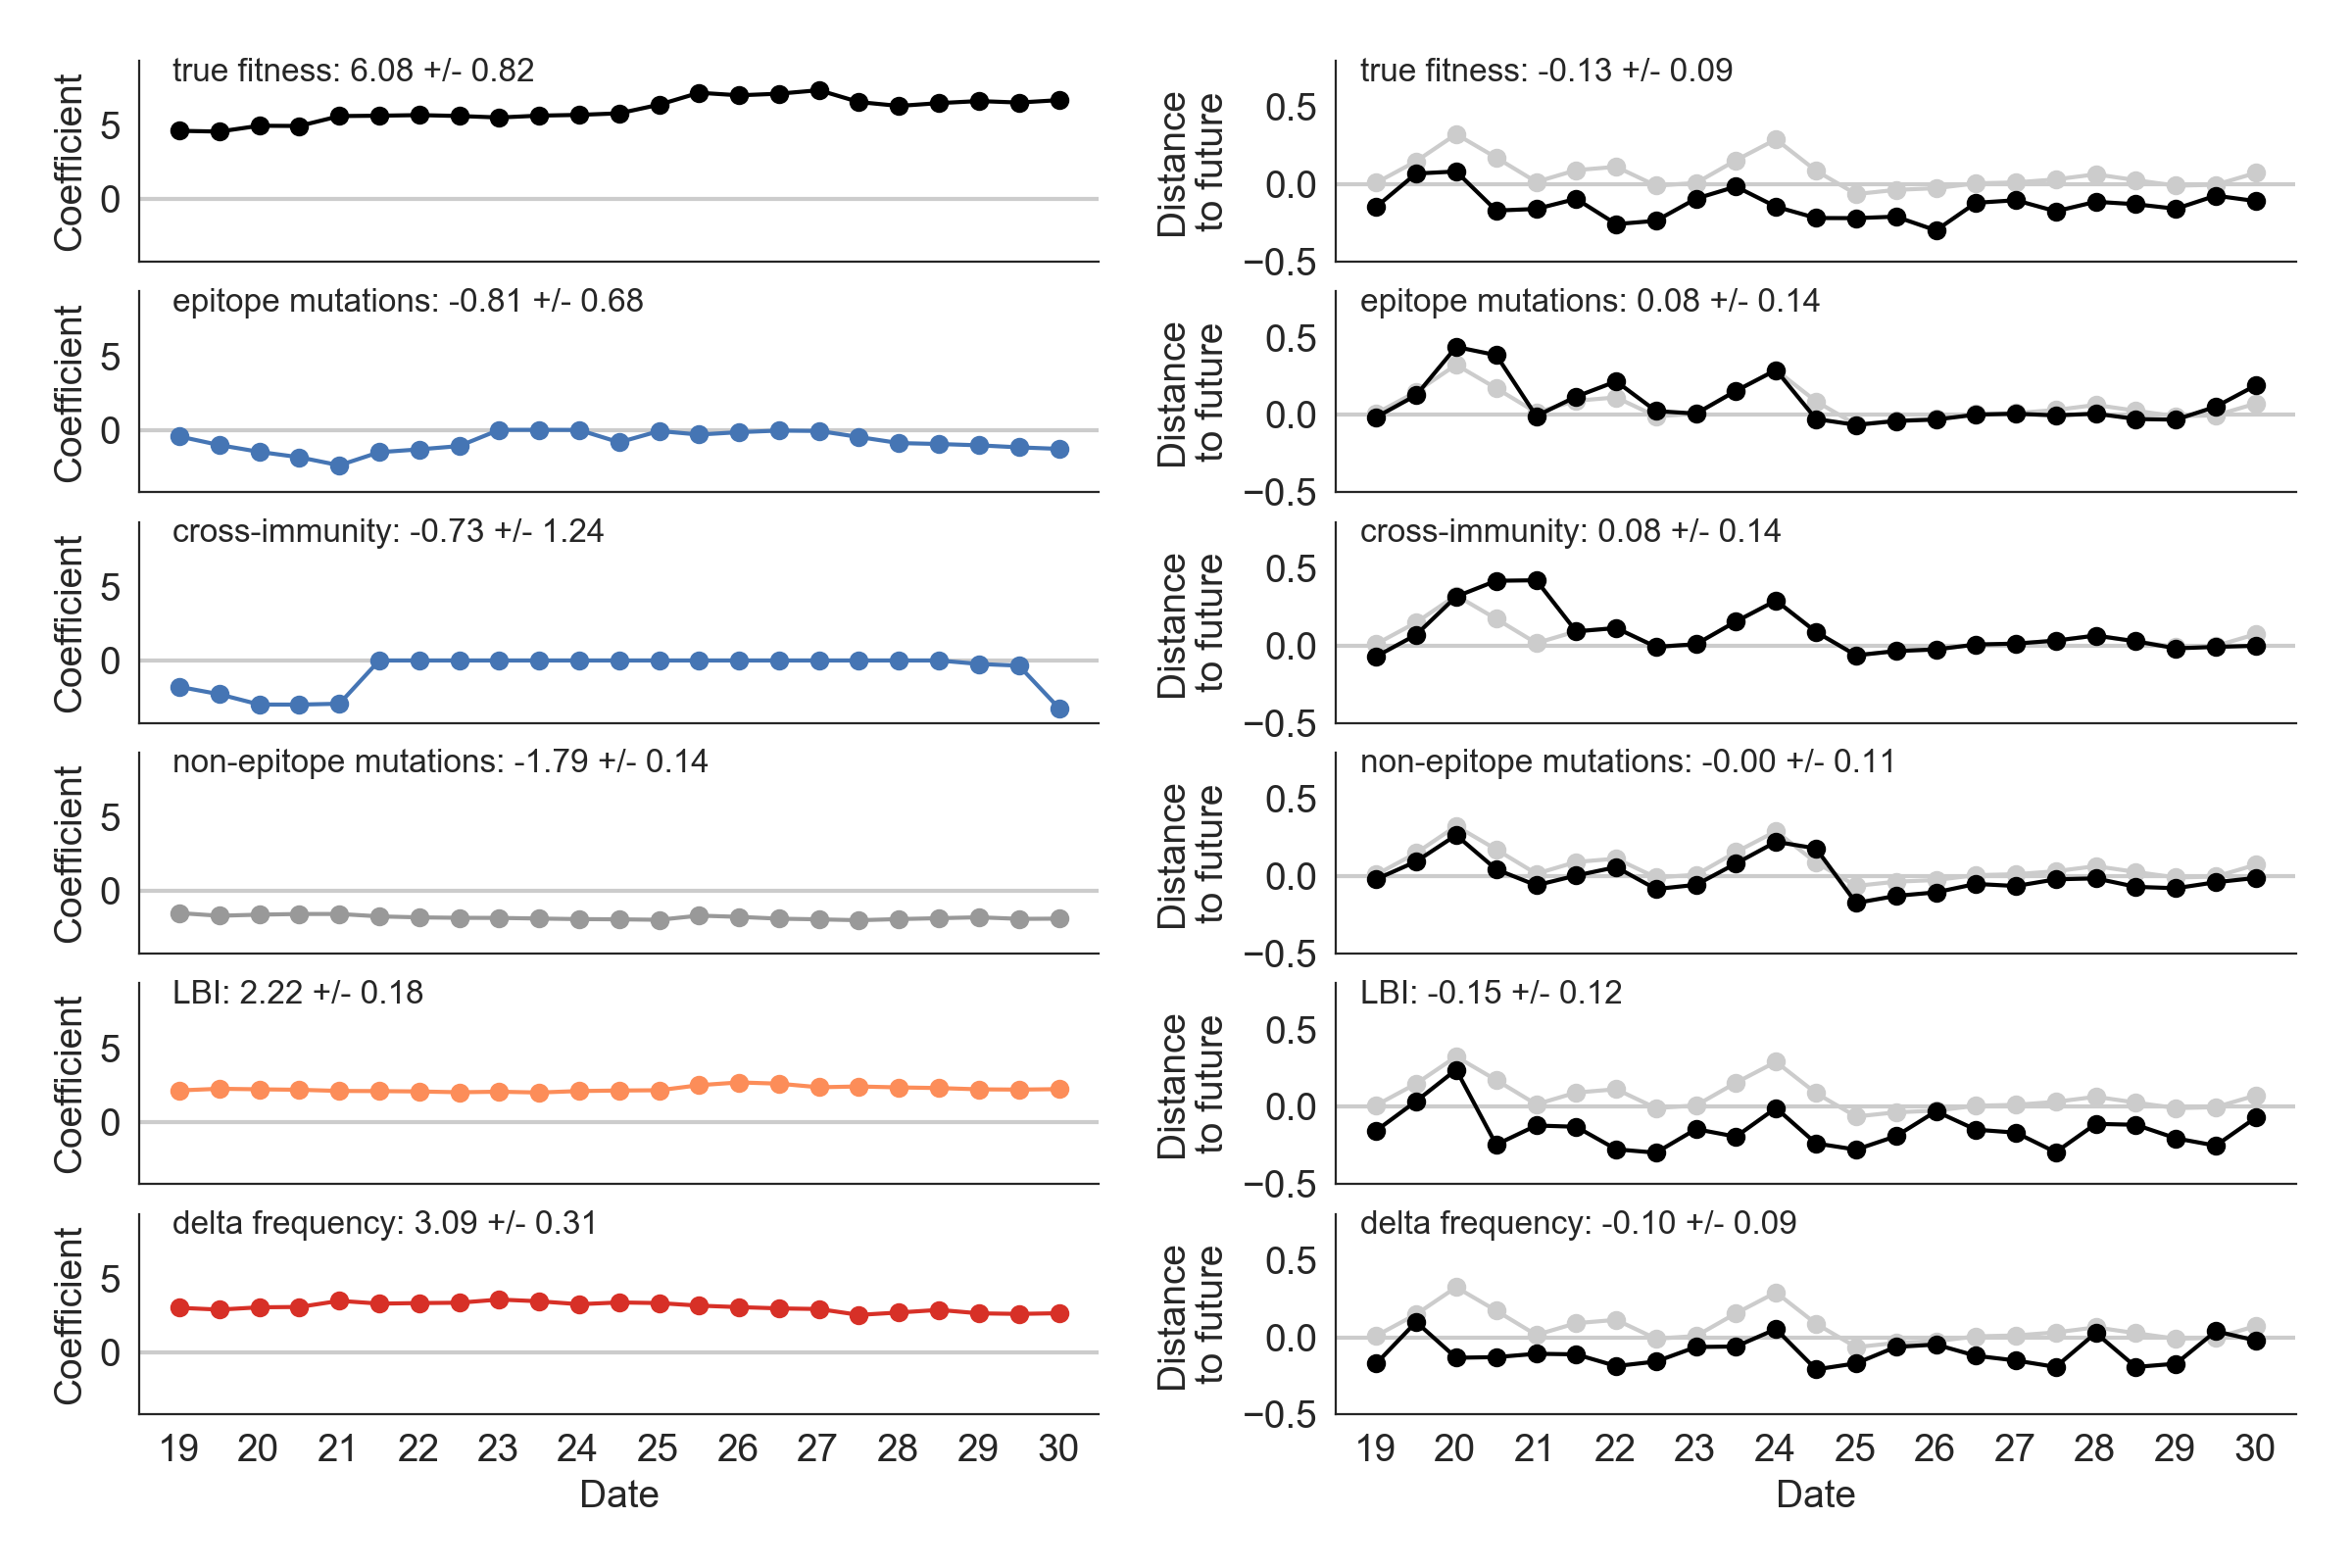 true fitness: 6.08 +/- 0.82
Coefficient
5
0
true fitness: -0.13 +/- 0.09
Distance
to future
0.5
0.0
−0.5
epitope mutations: -0.81 +/- 0.68
Coefficient
5
0
epitope mutations: 0.08 +/- 0.14
Distance
to future
0.5
0.0
−0.5
cross-immunity: -0.73 +/- 1.24
Coefficient
5
0
cross-immunity: 0.08 +/- 0.14
Distance
to future
0.5
0.0
−0.5
non-epitope mutations: -1.79 +/- 0.14
Coefficient
5
0
non-epitope mutations: -0.00 +/- 0.11
Distance
to future
0.5
0.0
−0.5
LBI: 2.22 +/- 0.18
Coefficient
5
0
LBI: -0.15 +/- 0.12
Distance
to future
0.5
0.0
−0.5
delta frequency: 3.09 +/- 0.31
Coefficient
5
0
19 20 21 22 23 24 25 26 27 28 29 30
Date
delta frequency: -0.10 +/- 0.09
Distance
to future
0.5
0.0
−0.5
19 20 21 22 23 24 25 26 27 28 29 30
Date